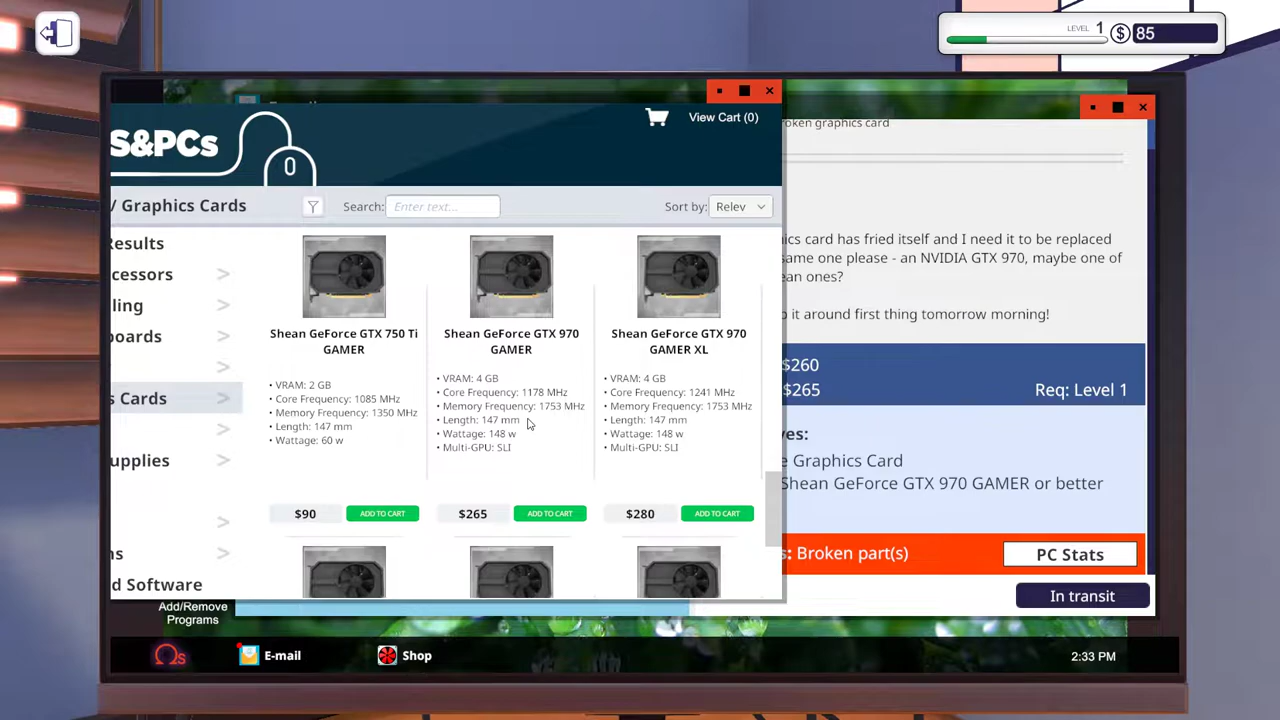 LEVEL 1
$ 85
S&PCs
View Cart (0)
/ Graphics Cards
Search: Enter text...
Sort by: Relev
Results
cessors
ling
boards
s Cards
upplies
ns
d Software
Shean GeForce GTX 750 Ti GAMER
• VRAM: 2 GB
• Core Frequency: 1085 MHz
• Memory Frequency: 1350 MHz
• Length: 147 mm
• Wattage: 60 w
$90
ADD TO CART
Shean GeForce GTX 970 GAMER
• VRAM: 4 GB
• Core Frequency: 1178 MHz
• Memory Frequency: 1753 MHz
• Length: 147 mm
• Wattage: 148 w
• Multi-GPU: SLI
$265
ADD TO CART
Shean GeForce GTX 970 GAMER XL
• VRAM: 4 GB
• Core Frequency: 1241 MHz
• Memory Frequency: 1753 MHz
• Length: 147 mm
• Wattage: 148 w
• Multi-GPU: SLI
$280
ADD TO CART
roken graphics card
ics card has fried itself and I need it to be replaced
same one please - an NVIDIA GTX 970, maybe one of
ean ones?
p it around first thing tomorrow morning!
$260
$265
Req: Level 1
ves:
e Graphics Card
Shean GeForce GTX 970 GAMER or better
s: Broken part(s)
PC Stats
In transit
Add/Remove
Programs
Ωs
E-mail
Shop
2:33 PM